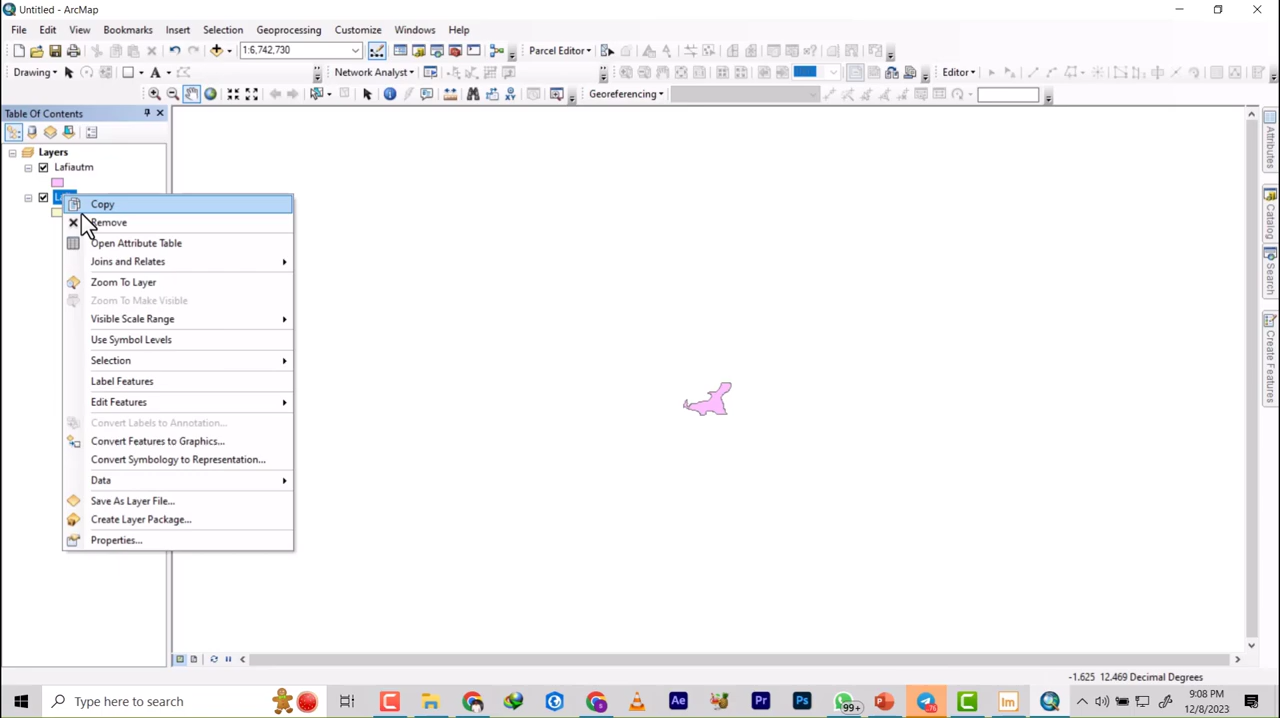 Untitled - ArcMap
File Edit View Bookmarks Insert Selection Geoprocessing Customize Windows Help
1:6,742,730 Parcel Editor
Drawing Network Analyst Editor
Georeferencing
Table Of Contents
Layers
Lafiautm
Copy
Remove
Open Attribute Table
Joins and Relates
Zoom To Layer
Zoom To Make Visible
Visible Scale Range
Use Symbol Levels
Selection
Label Features
Edit Features
Convert Labels to Annotation...
Convert Features to Graphics...
Convert Symbology to Representation...
Data
Save As Layer File...
Create Layer Package...
Properties...
Attributes
Catalog
Search
Create Features
-1.625 12.469 Decimal Degrees
Type here to search
Ae
Pr
Ps
99+
76
Im
9:08 PM
12/8/2023